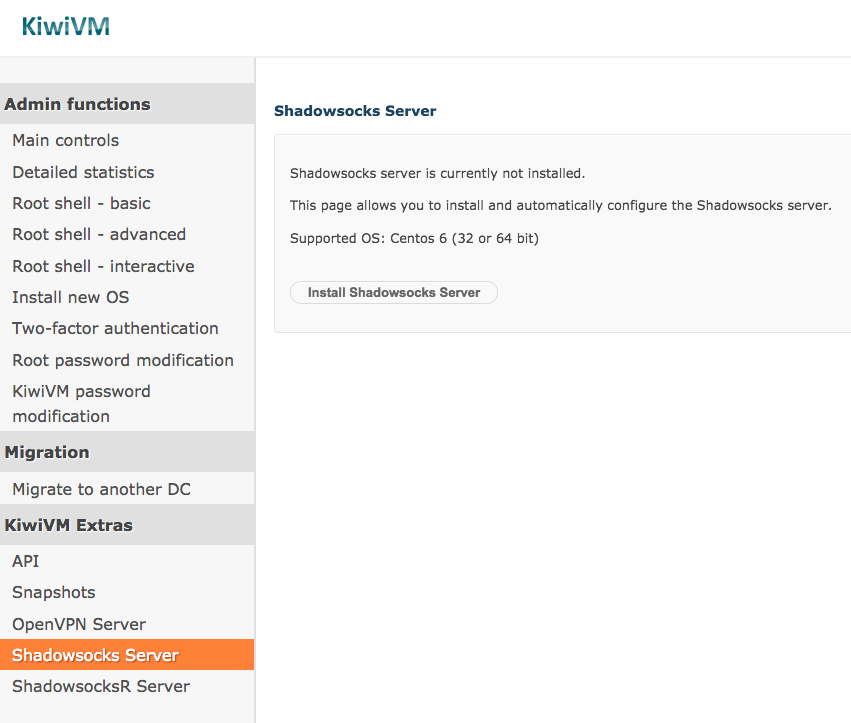 KiwiVM
Admin functions
Main controls
Detailed statistics
Root shell - basic
Root shell - advanced
Root shell - interactive
Install new OS
Two-factor authentication
Root password modification
KiwiVM password
modification
Migration
Migrate to another DC
KiwiVM Extras
API
Snapshots
OpenVPN Server
Shadowsocks Server
ShadowsocksR Server
Shadowsocks Server
Shadowsocks server is currently not installed.
This page allows you to install and automatically configure the Shadowsocks server.
Supported OS: Centos 6 (32 or 64 bit)
Install Shadowsocks Server